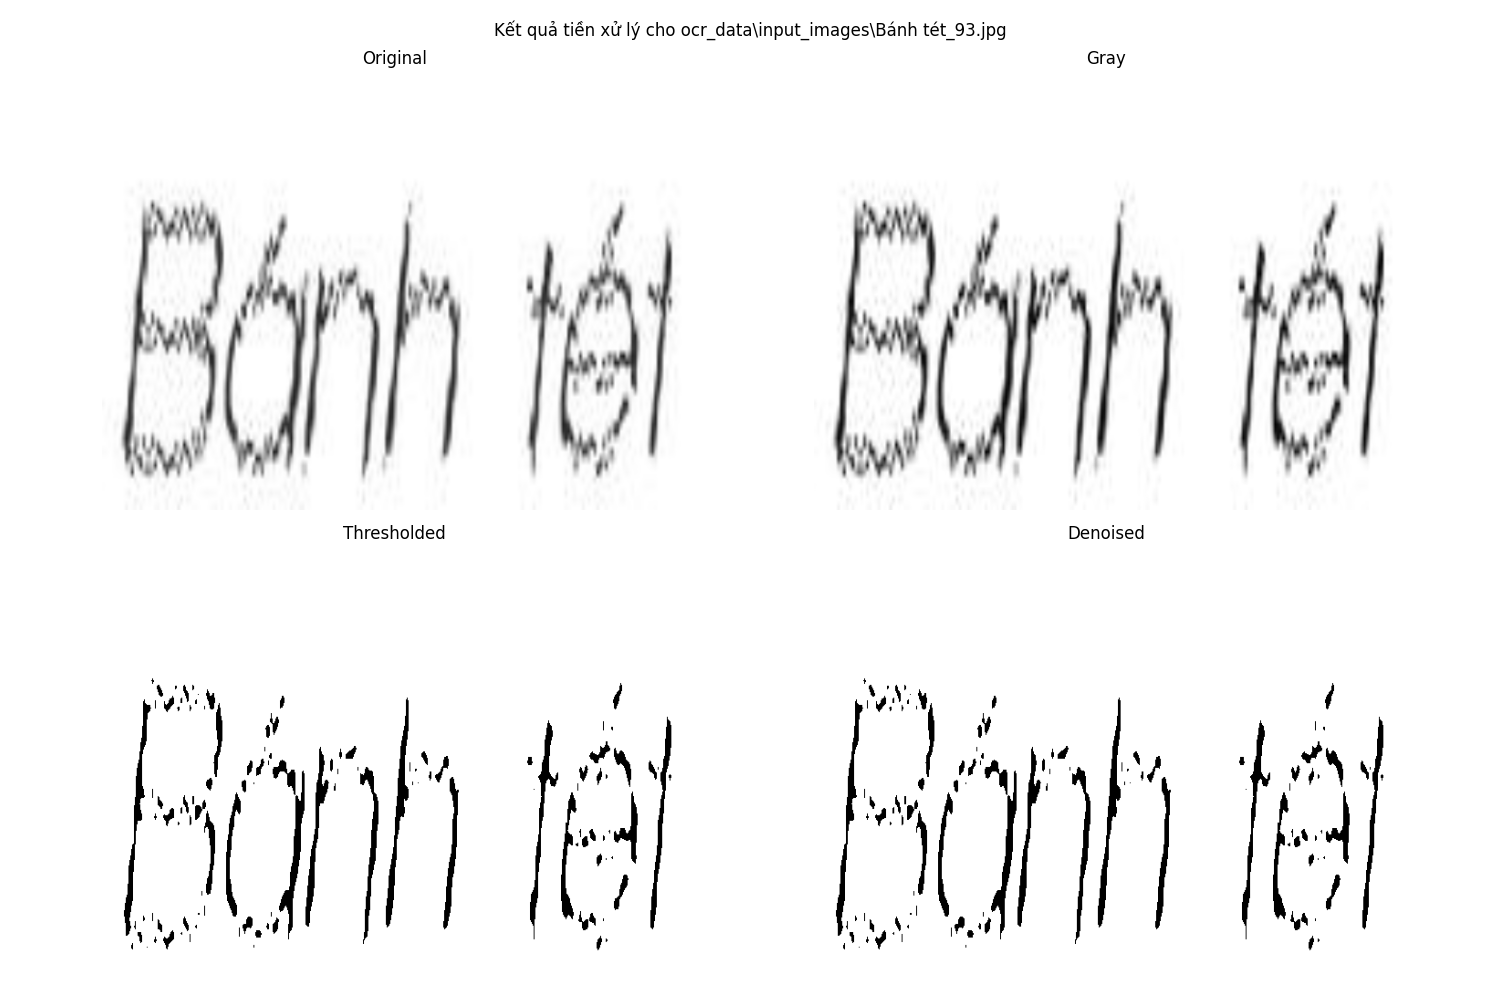 Kết quả tiền xử lý cho ocr_data\input_images\Bánh tét_93.jpg
Original
Gray
Bánh tét
Bánh tét
Thresholded
Denoised
Bánh tét
Bánh tét